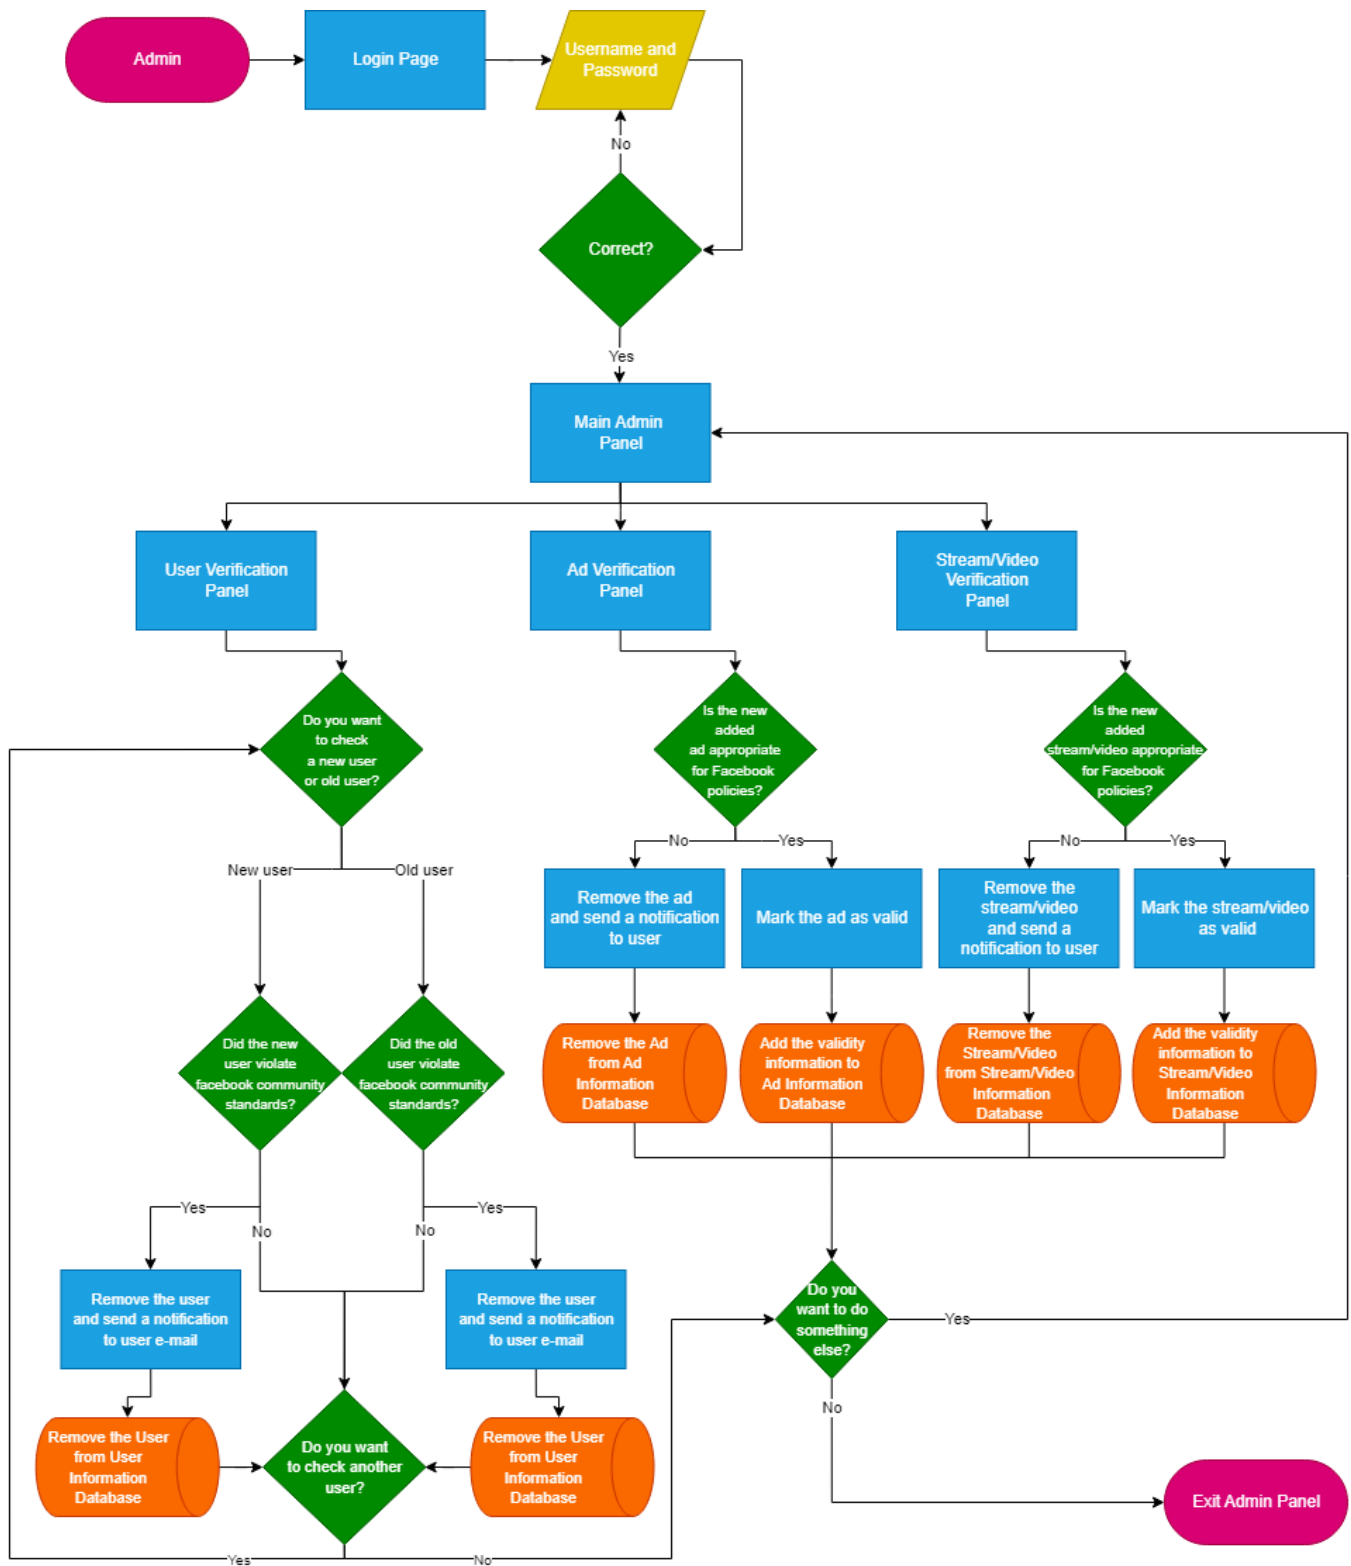 Admin
Login Page
Username and
Password
No
Correct?
Yes
Main Admin
Panel
User Verification
Panel
Ad Verification
Panel
Stream/Video
Verification
Panel
Do you want
to check
a new user
or old user?
Is the new
added
ad appropriate
for Facebook
policies?
Is the new
added
stream/video appropriate
for Facebook
policies?
No
Yes
No
Yes
New user
Old user
Remove the ad
and send a notification
to user
Mark the ad as valid
Remove the
stream/video
and send a
notification to user
Mark the stream/video
as valid
Did the new
user violate
facebook community
standards?
Did the old
user violate
facebook community
standards?
Remove the Ad
from Ad
Information
Database
Add the validity
information to
Ad Information
Database
Remove the
Stream/Video
from Stream/Video
Information
Database
Add the validity
information to
Stream/Video
Information
Database
Yes
No
No
Yes
Remove the user
and send a notification
to user e-mail
Remove the user
and send a notification
to user e-mail
Do you
want to do
something
else?
Yes
No
Remove the User
from User
Information
Database
Do you want
to check another
user?
Remove the User
from User
Information
Database
Exit Admin Panel
Yes
No